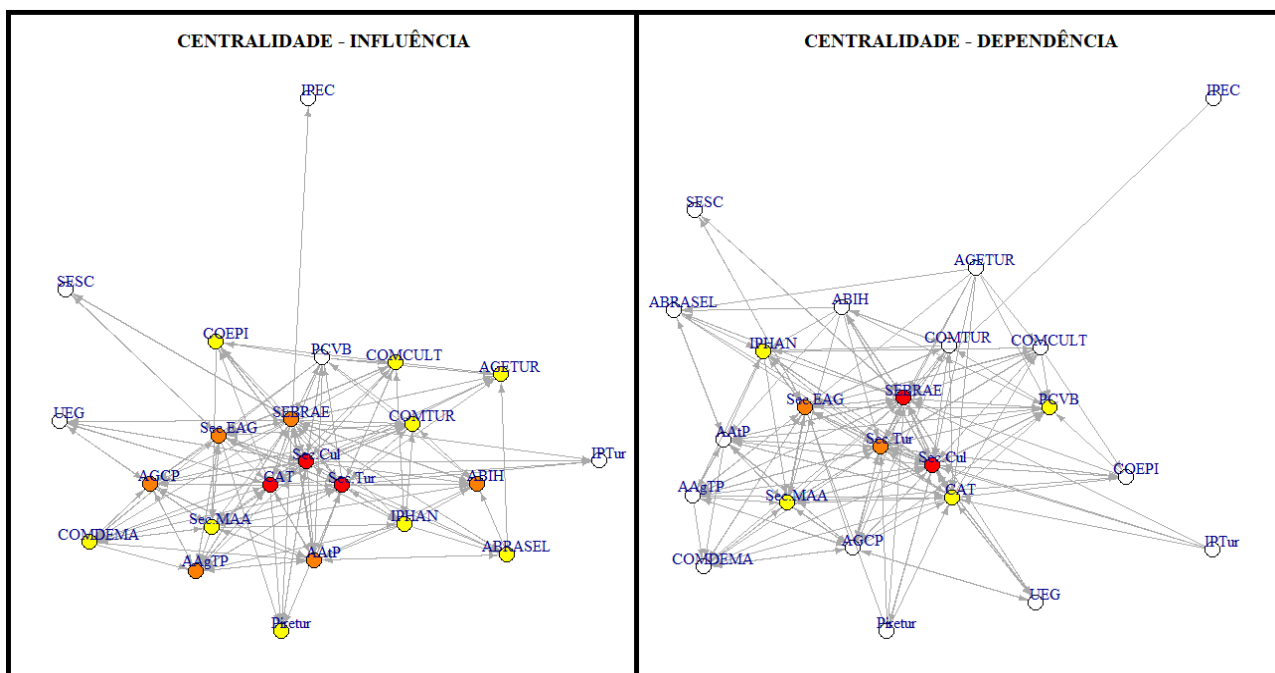 CENTRALIDADE - INFLUÊNCIA
IPEC
SESC
COEPI
PCVB
COMCULT
AGETUR
UEG
SEBRAE
COMTUR
Sec.EAG
Sec.Cul
IPTur
AGCP
CAT
Sec.Tur
ABIH
Sec.MAA
IPHAN
COMDEMA
AAgTP
AAtP
ABRASEL
Piretur
CENTRALIDADE - DEPENDÊNCIA
IPEC
SESC
AGETUR
ABRASEL
ABIH
IPHAN
COMTUR
COMCULT
SEBRAE
Sec.EAG
PCVB
AAtP
Sec.Tur
Sec.Cul
COEPI
AAgTP
Sec.MAA
CAT
COMDEMA
AGCP
IPTur
UEG
Piretur